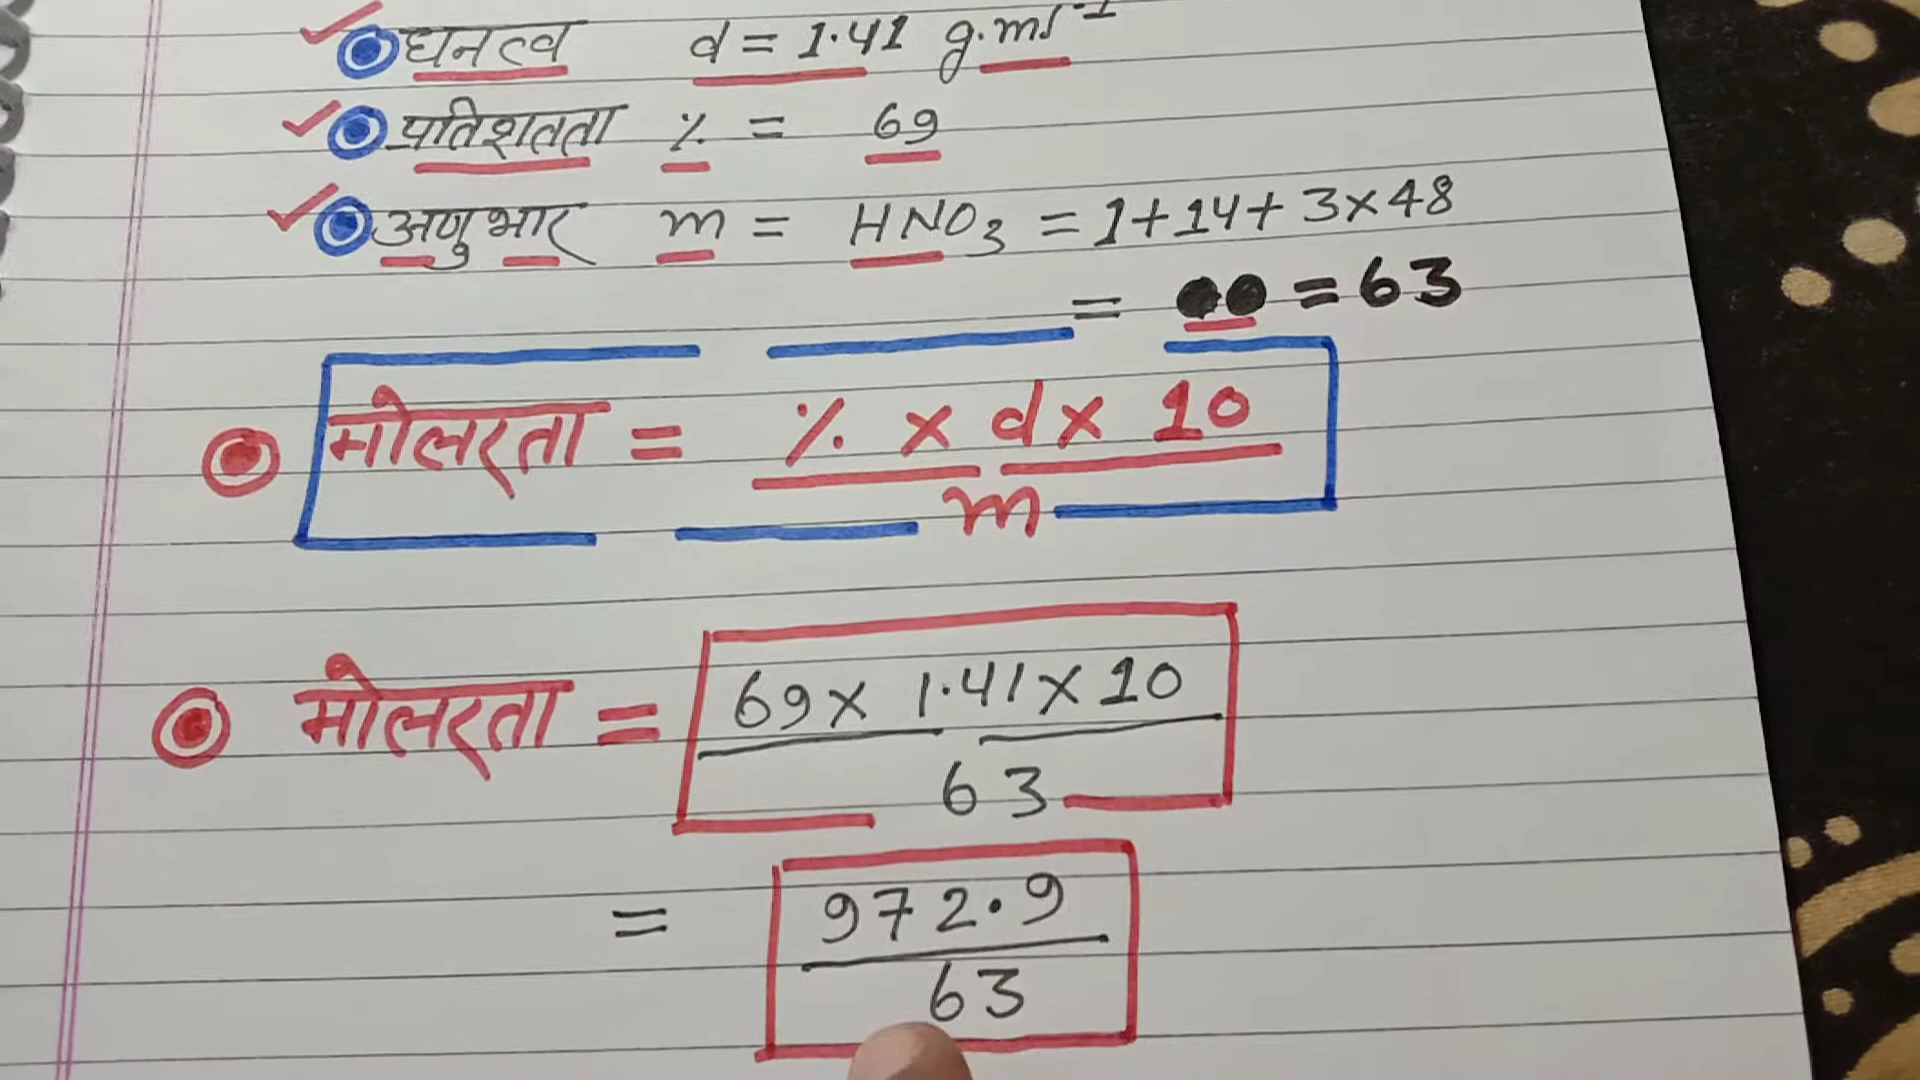 घनत्व d = 1.41 g.ml⁻¹
प्रतिशतता % = 69
अणुभार m = HNO₃ = 1+14+3×48
= = 63
मोलरता = % × d × 10
m
मोलरता = 69 × 1.41 × 10
63
= 972.9
63